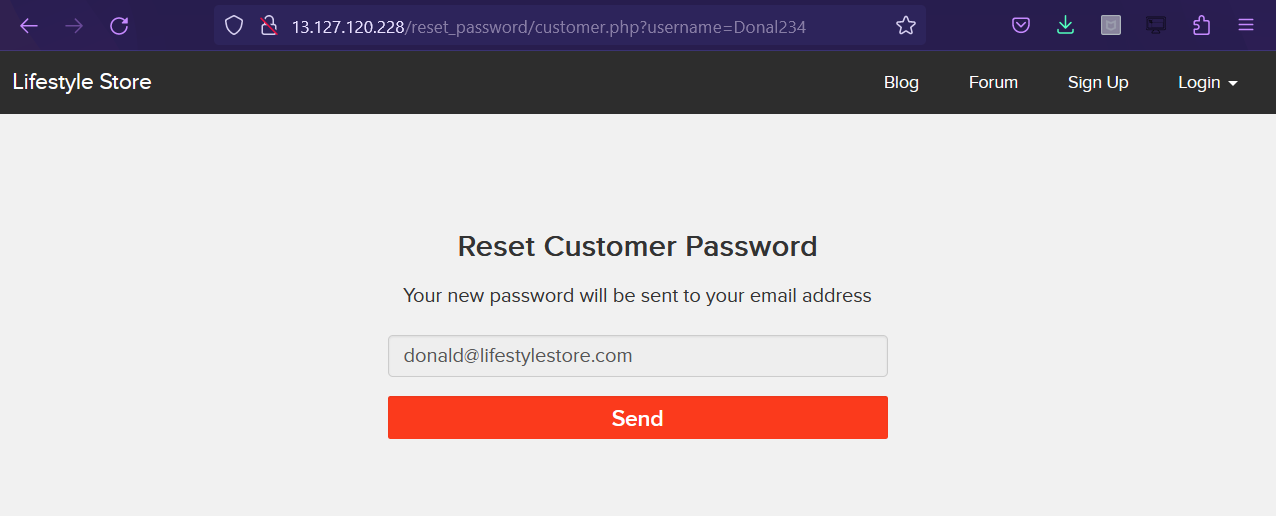 13.127.120.228/reset_password/customer.php?username=Donal234
Lifestyle Store Blog Forum Sign Up Login
Reset Customer Password
Your new password will be sent to your email address
donald@lifestylestore.com
Send